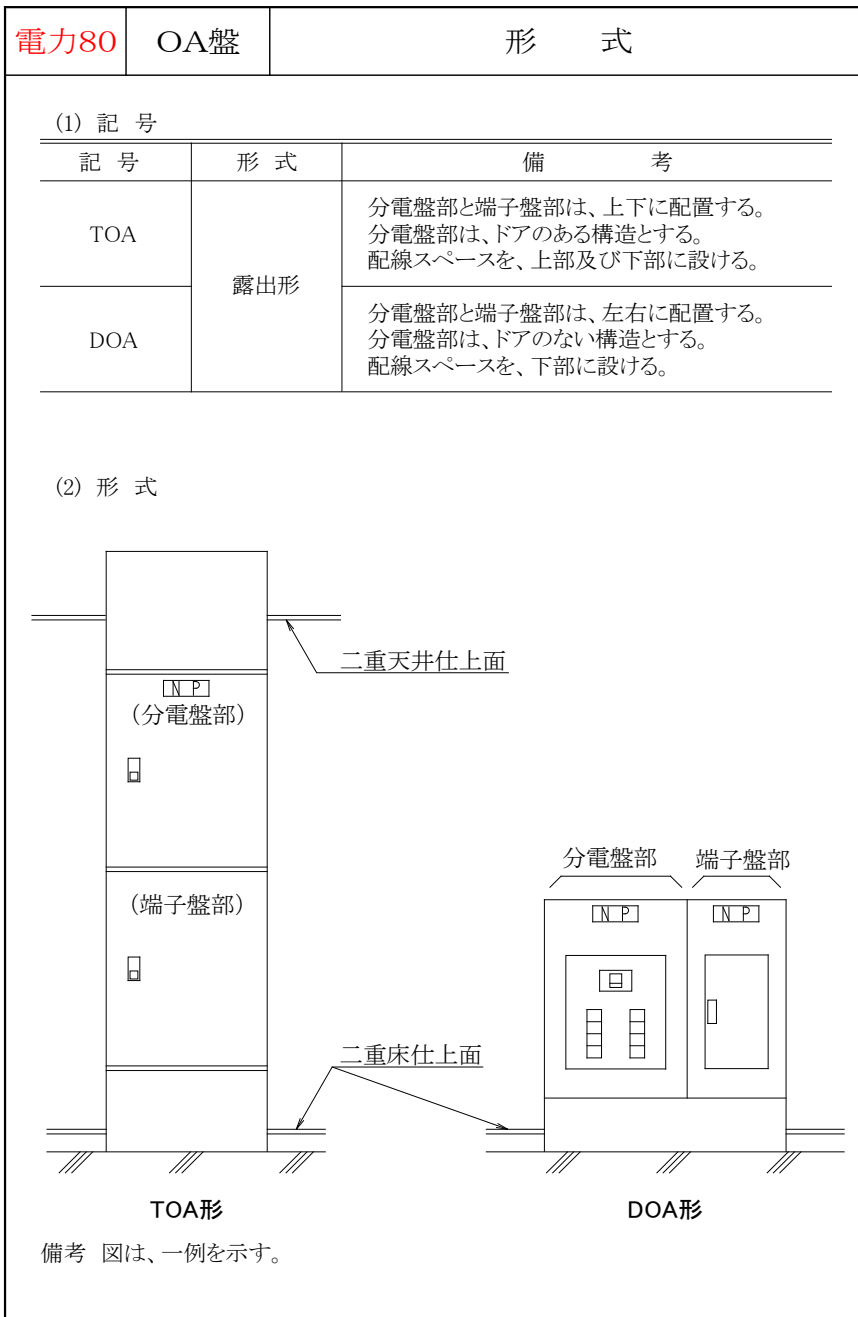 電力80 OA盤 形 式
(1) 記 号
記 号 形 式 備 考
TOA
露出形
分電盤部と端子盤部は、上下に配置する。
分電盤部は、ドアのある構造とする。
配線スペースを、上部及び下部に設ける。
DOA
分電盤部と端子盤部は、左右に配置する。
分電盤部は、ドアのない構造とする。
配線スペースを、下部に設ける。
(2) 形 式
二重天井仕上面
N P
(分電盤部)
(端子盤部)
分電盤部 端子盤部
N P N P
二重床仕上面
TOA形 DOA形
備考 図は、一例を示す。